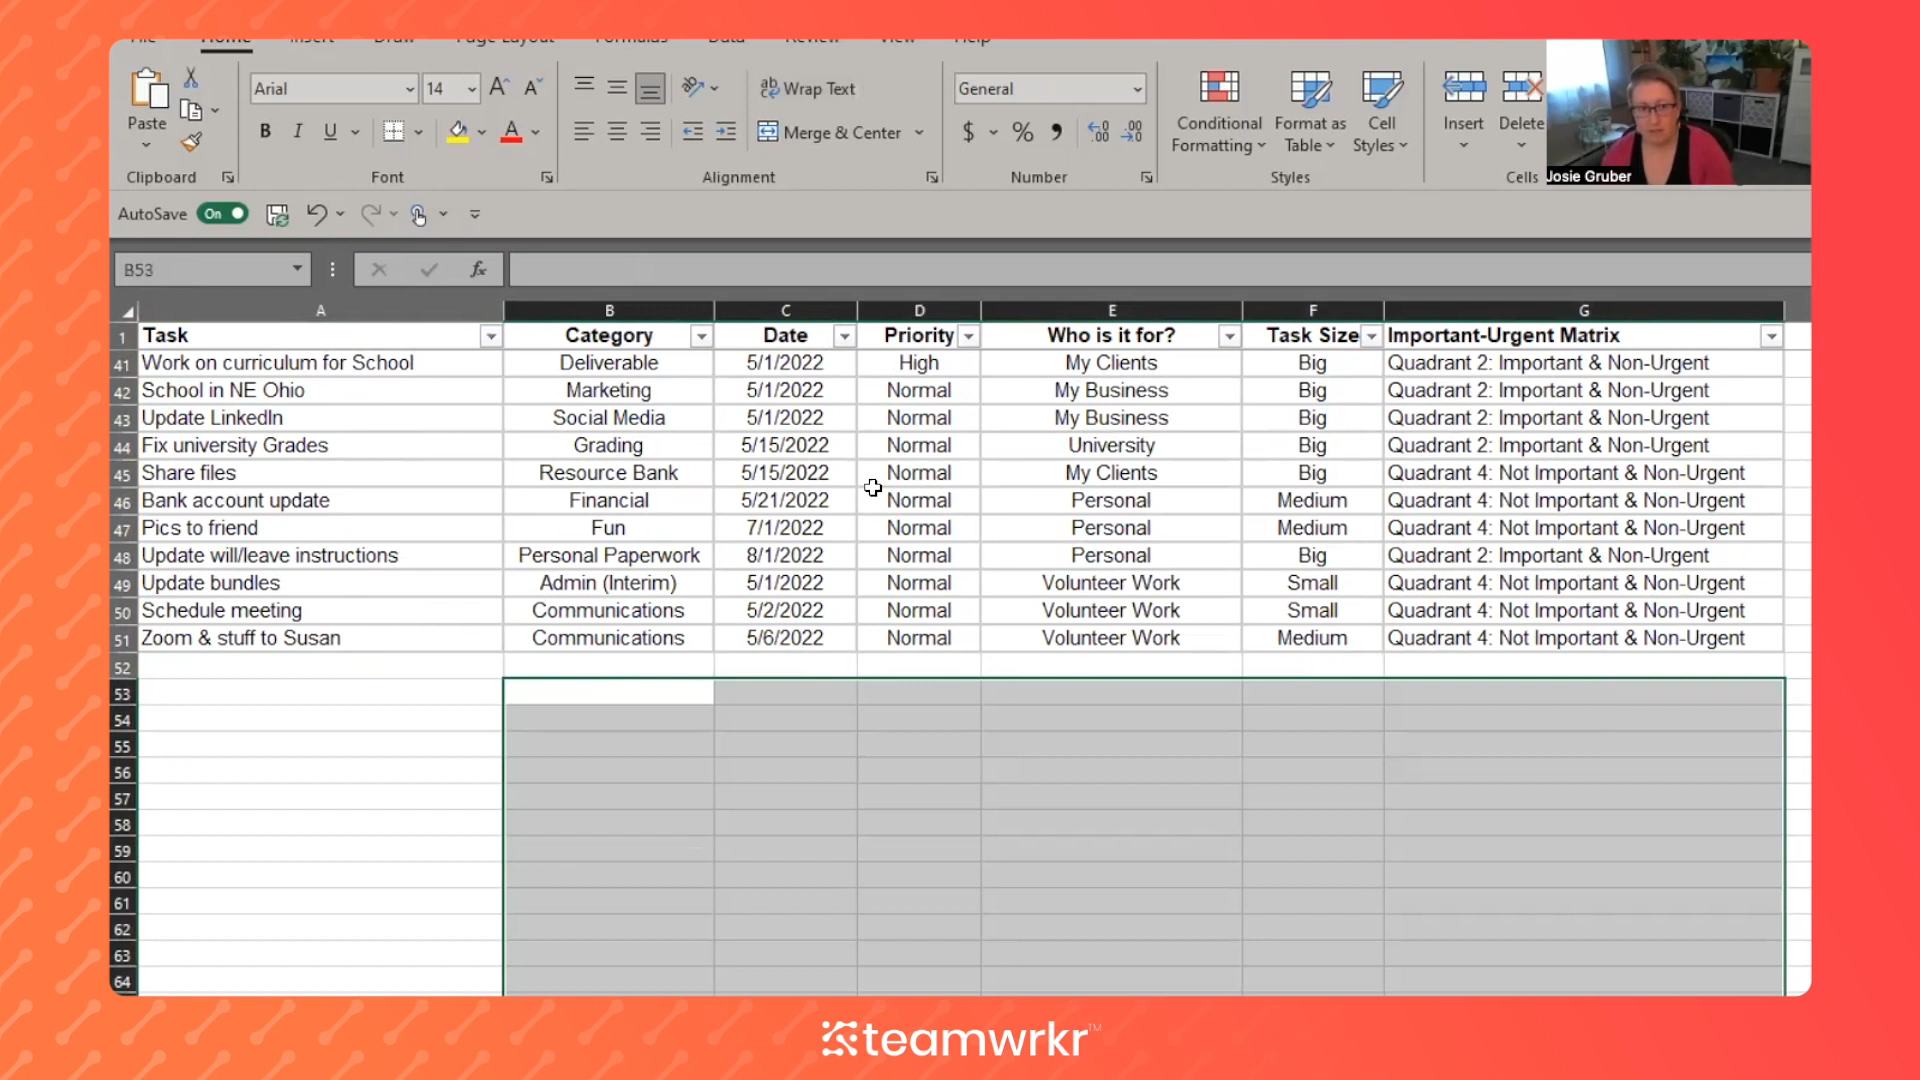 File Home Insert Draw Page Layout Formulas Data Review View Help
Arial 14 Wrap Text General
Paste B I U A Merge & Center $ % Conditional Formatting Format as Table Cell Styles Insert Delete
Clipboard Font Alignment Number Styles Cells Josie Gruber
AutoSave On
B53 fx
A B C D E F G
1 Task Category Date Priority Who is it for? Task Size Important-Urgent Matrix
41 Work on curriculum for School Deliverable 5/1/2022 High My Clients Big Quadrant 2: Important & Non-Urgent
42 School in NE Ohio Marketing 5/1/2022 Normal My Business Big Quadrant 2: Important & Non-Urgent
43 Update LinkedIn Social Media 5/1/2022 Normal My Business Big Quadrant 2: Important & Non-Urgent
44 Fix university Grades Grading 5/15/2022 Normal University Big Quadrant 2: Important & Non-Urgent
45 Share files Resource Bank 5/15/2022 Normal My Clients Big Quadrant 4: Not Important & Non-Urgent
46 Bank account update Financial 5/21/2022 Normal Personal Medium Quadrant 4: Not Important & Non-Urgent
47 Pics to friend Fun 7/1/2022 Normal Personal Medium Quadrant 4: Not Important & Non-Urgent
48 Update will/leave instructions Personal Paperwork 8/1/2022 Normal Personal Big Quadrant 2: Important & Non-Urgent
49 Update bundles Admin (Interim) 5/1/2022 Normal Volunteer Work Small Quadrant 4: Not Important & Non-Urgent
50 Schedule meeting Communications 5/2/2022 Normal Volunteer Work Small Quadrant 4: Not Important & Non-Urgent
51 Zoom & stuff to Susan Communications 5/6/2022 Normal Volunteer Work Medium Quadrant 4: Not Important & Non-Urgent
52
53
54
55
56
57
58
59
60
61
62
63
64
teamwrkr™